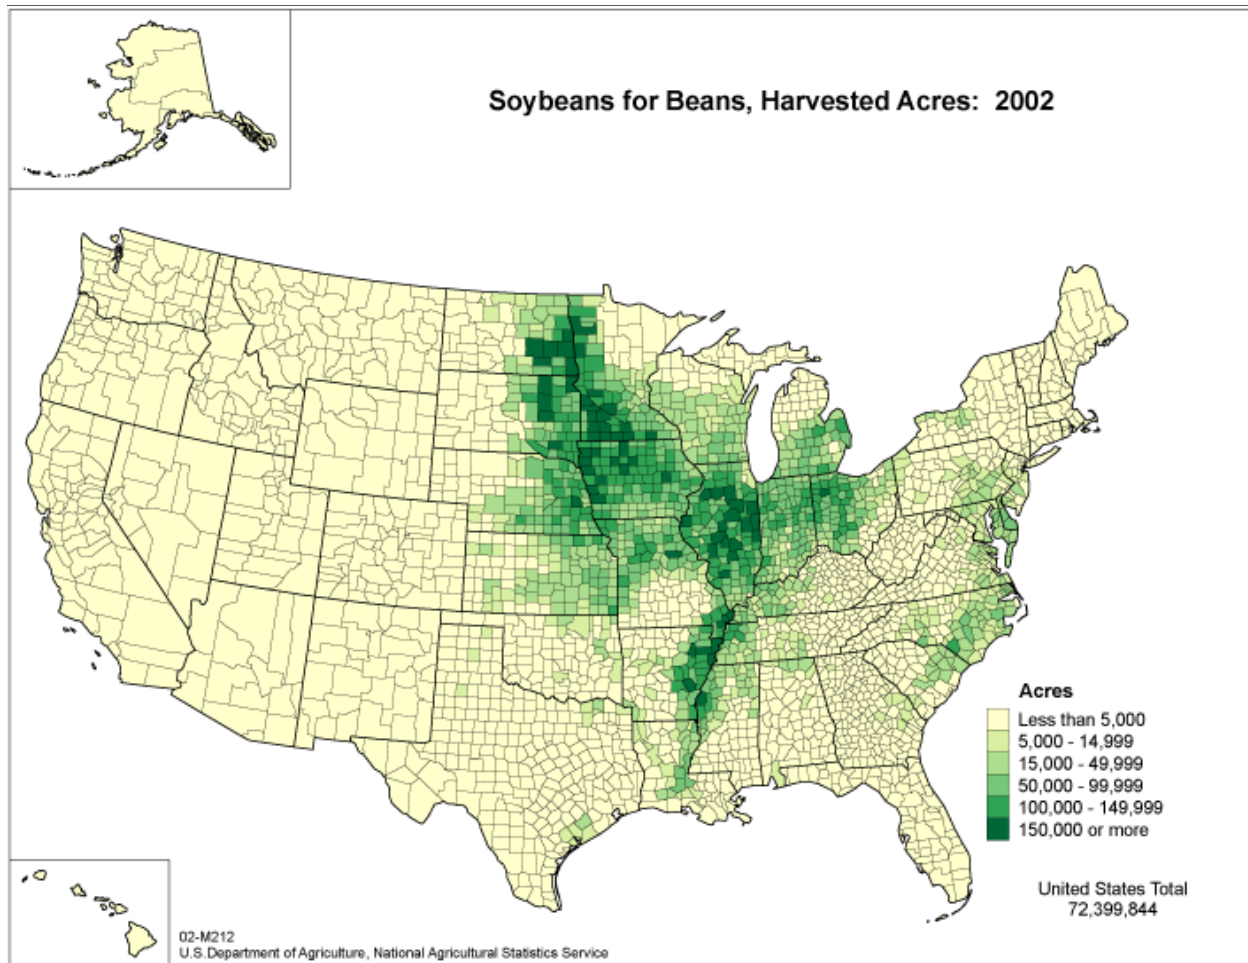 Soybeans for Beans, Harvested Acres: 2002
Acres
Less than 5,000
5,000 - 14,999
15,000 - 49,999
50,000 - 99,999
100,000 - 149,999
150,000 or more
United States Total
72,399,844
02-M212
U.S.Department of Agriculture, National Agricultural Statistics Service